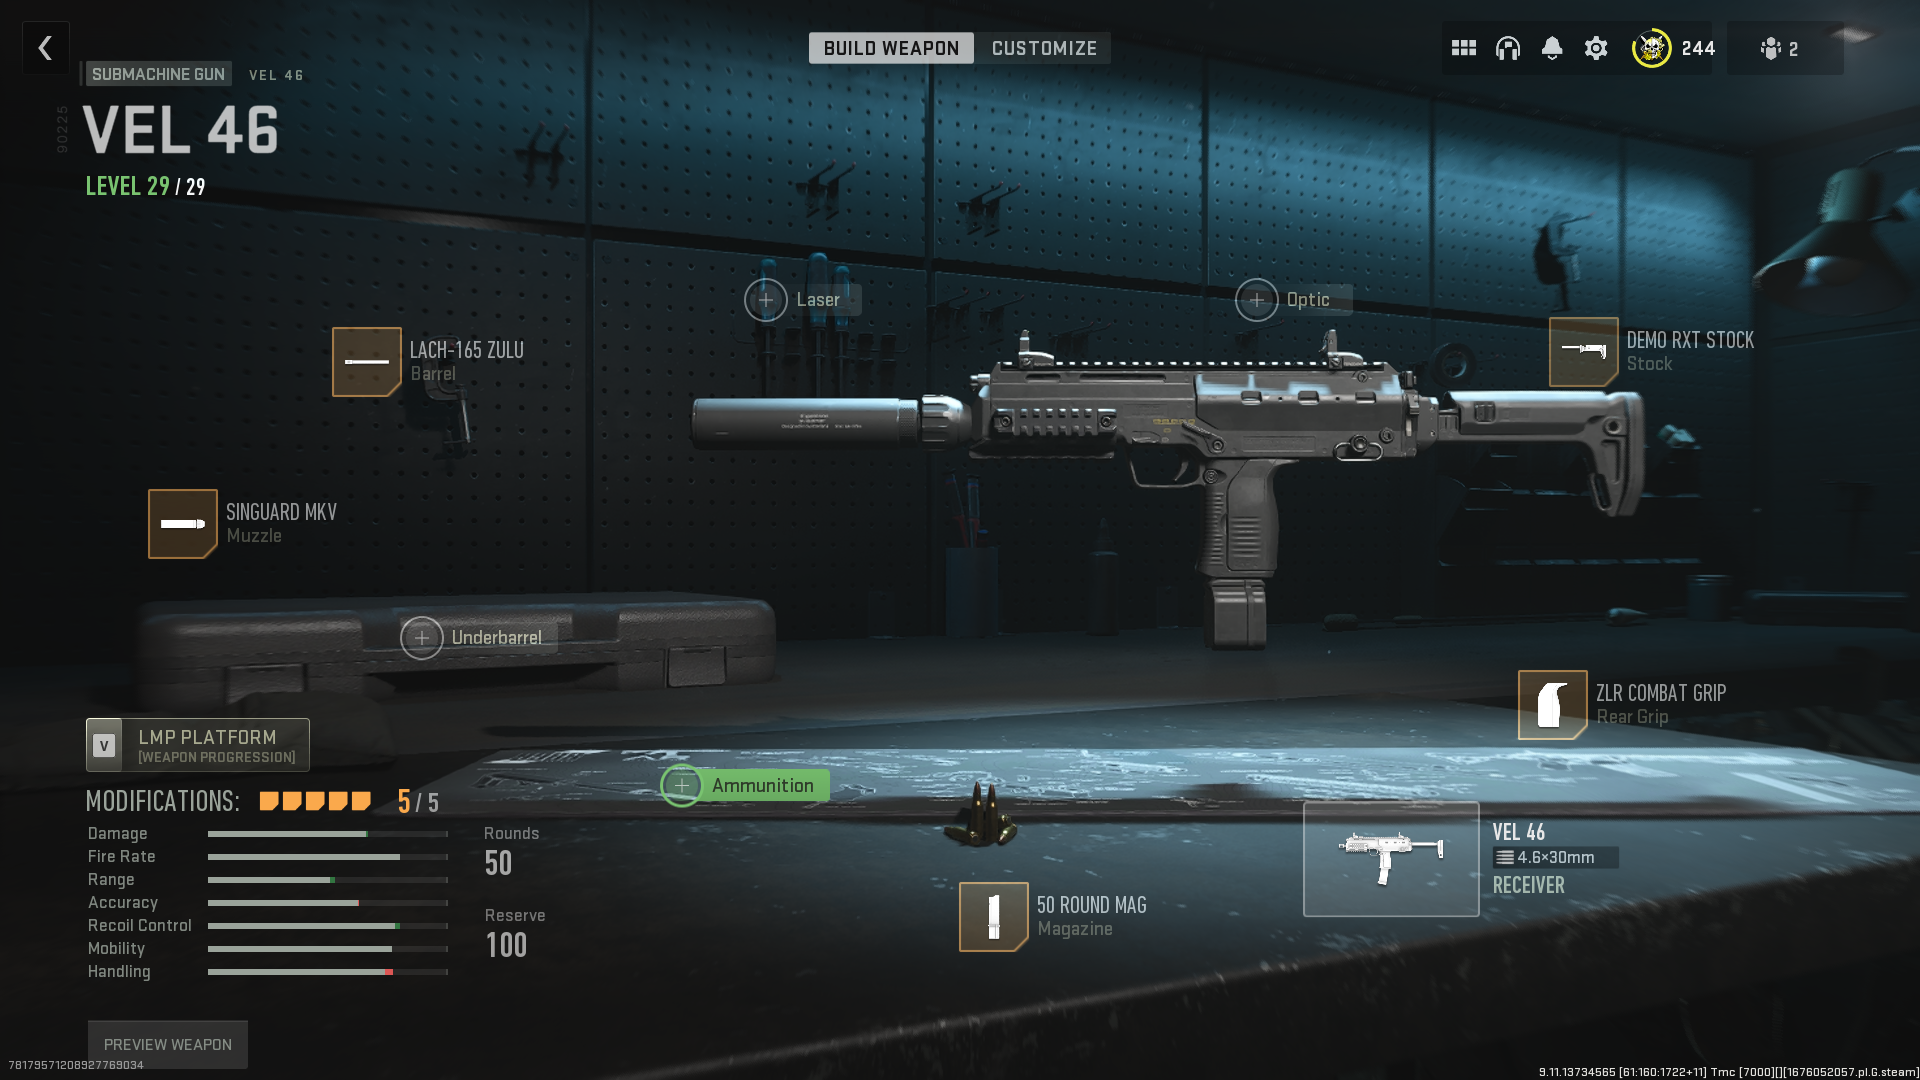 BUILD WEAPON
CUSTOMIZE
244
2
SUBMACHINE GUN
VEL 46
90225
VEL 46
LEVEL 29 / 29
Laser
Optic
LACH-165 ZULU
Barrel
DEMO RXT STOCK
Stock
SINGUARD MKV
Muzzle
Underbarrel
ZLR COMBAT GRIP
Rear Grip
V
LMP PLATFORM
[WEAPON PROGRESSION]
Ammunition
MODIFICATIONS: 5 / 5
Damage
Fire Rate
Range
Accuracy
Recoil Control
Mobility
Handling
Rounds
50
Reserve
100
50 ROUND MAG
Magazine
VEL 46
4.6×30mm
RECEIVER
PREVIEW WEAPON
78179571208927769034
9.11.13734565 [61:160:1722+11] Tmc [7000][][1676052057.pl.G.steam]